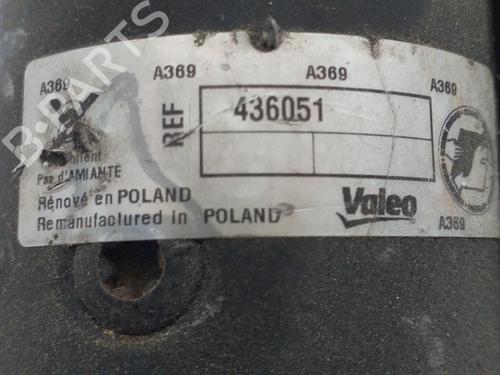 A369 A369 A369 A369
REF 436051
Pas d'AMIANTE
Rénové en POLAND
Remanufactured in POLAND
Valeo
A369
B-PARTS